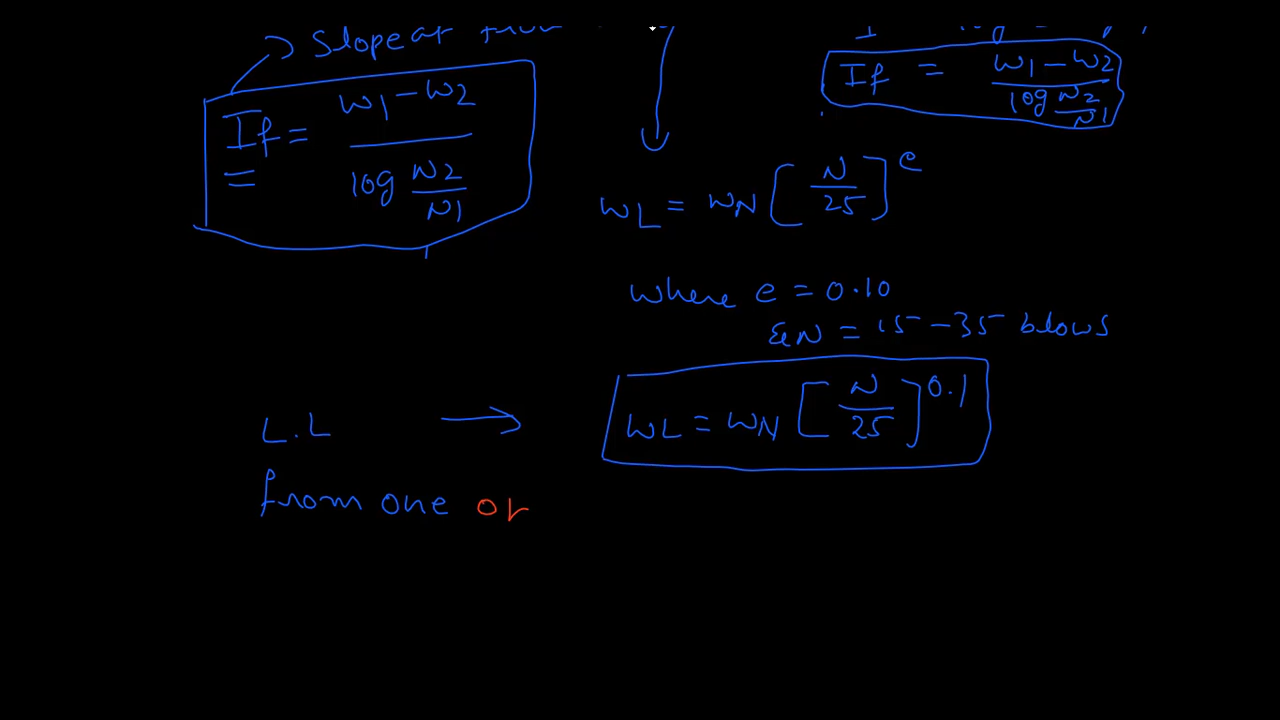 Slope at
If = w1 - w2 / log N2/N1
If = w1 - w2 / log N2/N1
wL = wN [N/25]^e
where e = 0.10
& N = 15 - 35 blows
L.L → wL = wN [N/25]^0.1
from one or